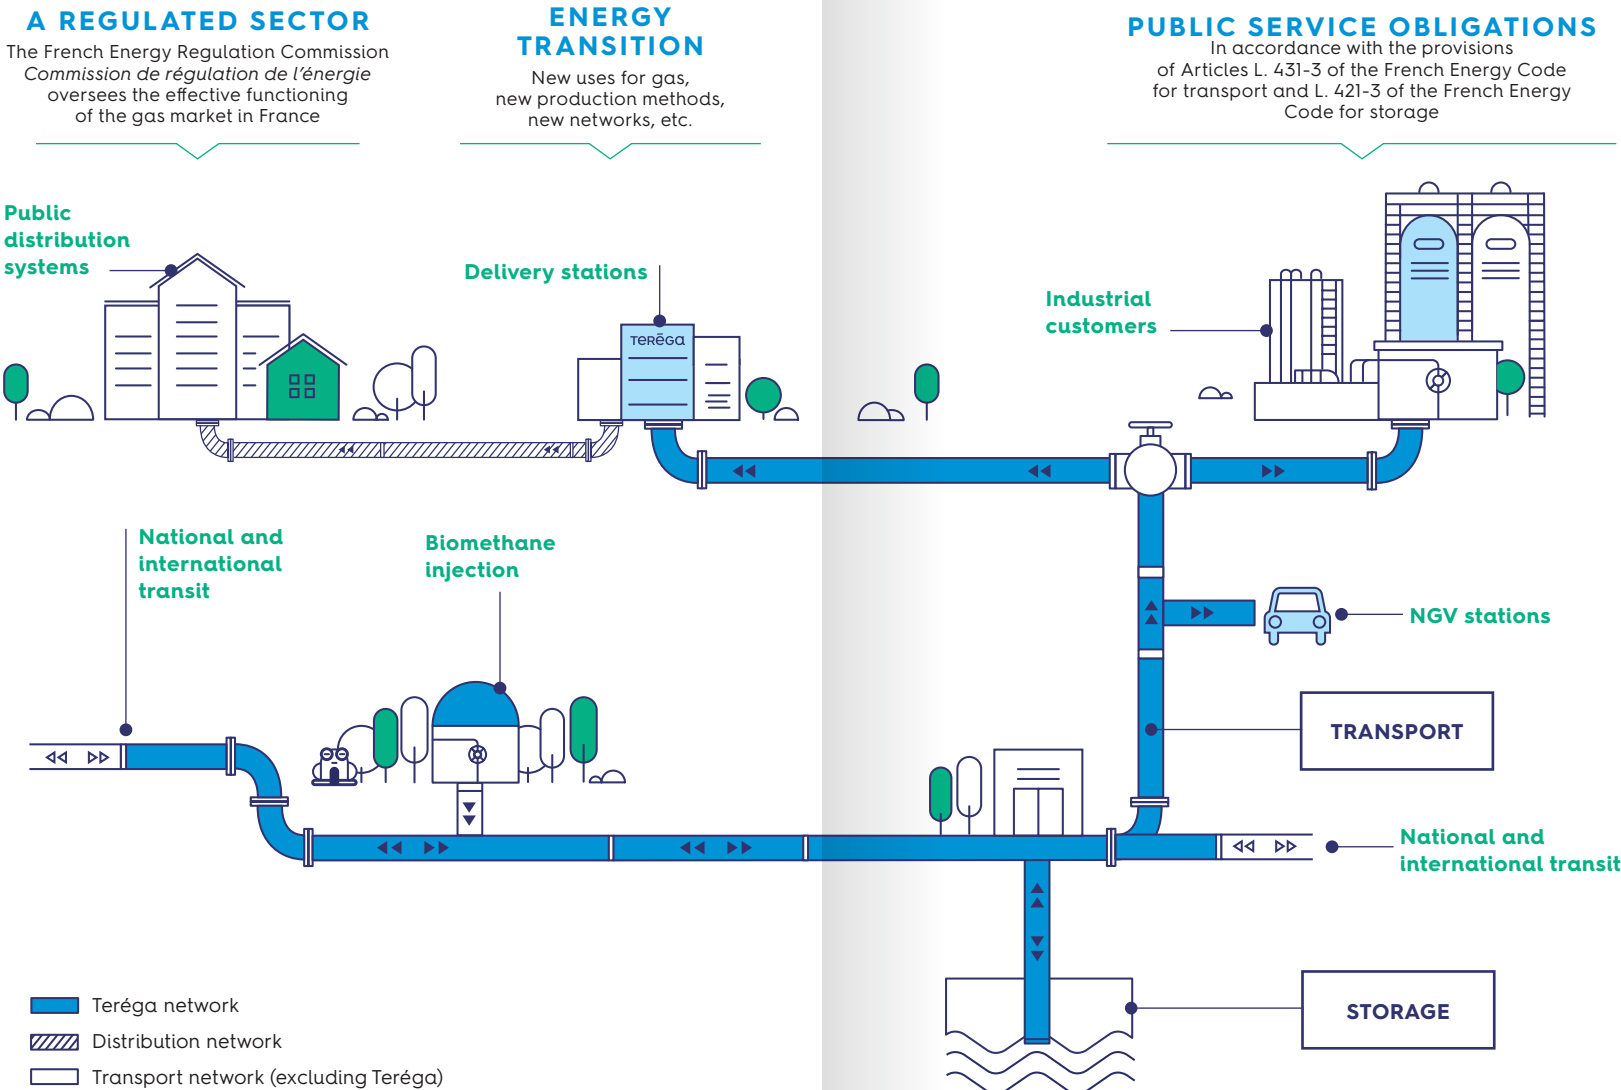 A REGULATED SECTOR
The French Energy Regulation Commission
Commission de régulation de l'énergie
oversees the effective functioning
of the gas market in France
ENERGY
TRANSITION
New uses for gas,
new production methods,
new networks, etc.
PUBLIC SERVICE OBLIGATIONS
In accordance with the provisions
of Articles L. 431-3 of the French Energy Code
for transport and L. 421-3 of the French Energy
Code for storage
Public
distribution
systems
Delivery stations
TERĒGA
Industrial
customers
National and
international
transit
Biomethane
injection
NGV stations
TRANSPORT
National and
international transit
STORAGE
Teréga network
Distribution network
Transport network (excluding Teréga)